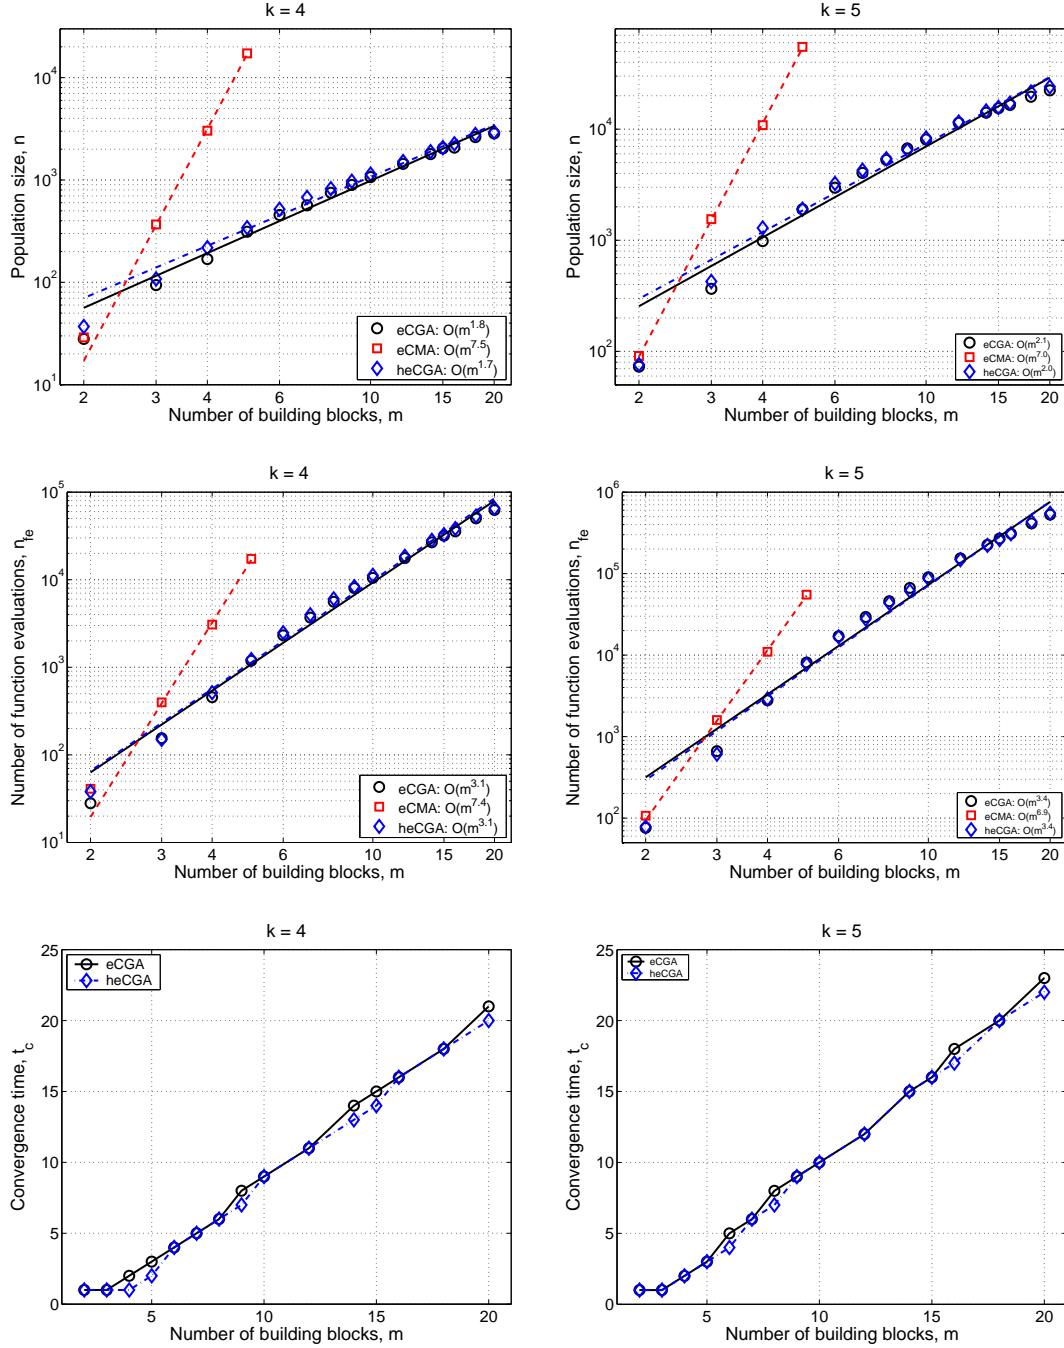 k = 4
10^4
10^3
10^2
10^1
Population size, n
eCGA: O(m^1.8)
eCMA: O(m^7.5)
heCGA: O(m^1.7)
2 3 4 6 10 15 20
Number of building blocks, m
k = 5
10^4
10^3
10^2
Population size, n
eCGA: O(m^2.1)
eCMA: O(m^7.0)
heCGA: O(m^2.0)
2 3 4 6 10 15 20
Number of building blocks, m
k = 4
10^5
10^4
10^3
10^2
10^1
Number of function evaluations, n_fe
eCGA: O(m^3.1)
eCMA: O(m^7.4)
heCGA: O(m^3.1)
2 3 4 6 10 15 20
Number of building blocks, m
k = 5
10^6
10^5
10^4
10^3
10^2
Number of function evaluations, n_fe
eCGA: O(m^3.4)
eCMA: O(m^6.9)
heCGA: O(m^3.4)
2 3 4 6 10 15 20
Number of building blocks, m
k = 4
25
20
15
10
5
0
Convergence time, t_c
eCGA
heCGA
5 10 15 20
Number of building blocks, m
k = 5
25
20
15
10
5
0
Convergence time, t_c
eCGA
heCGA
5 10 15 20
Number of building blocks, m